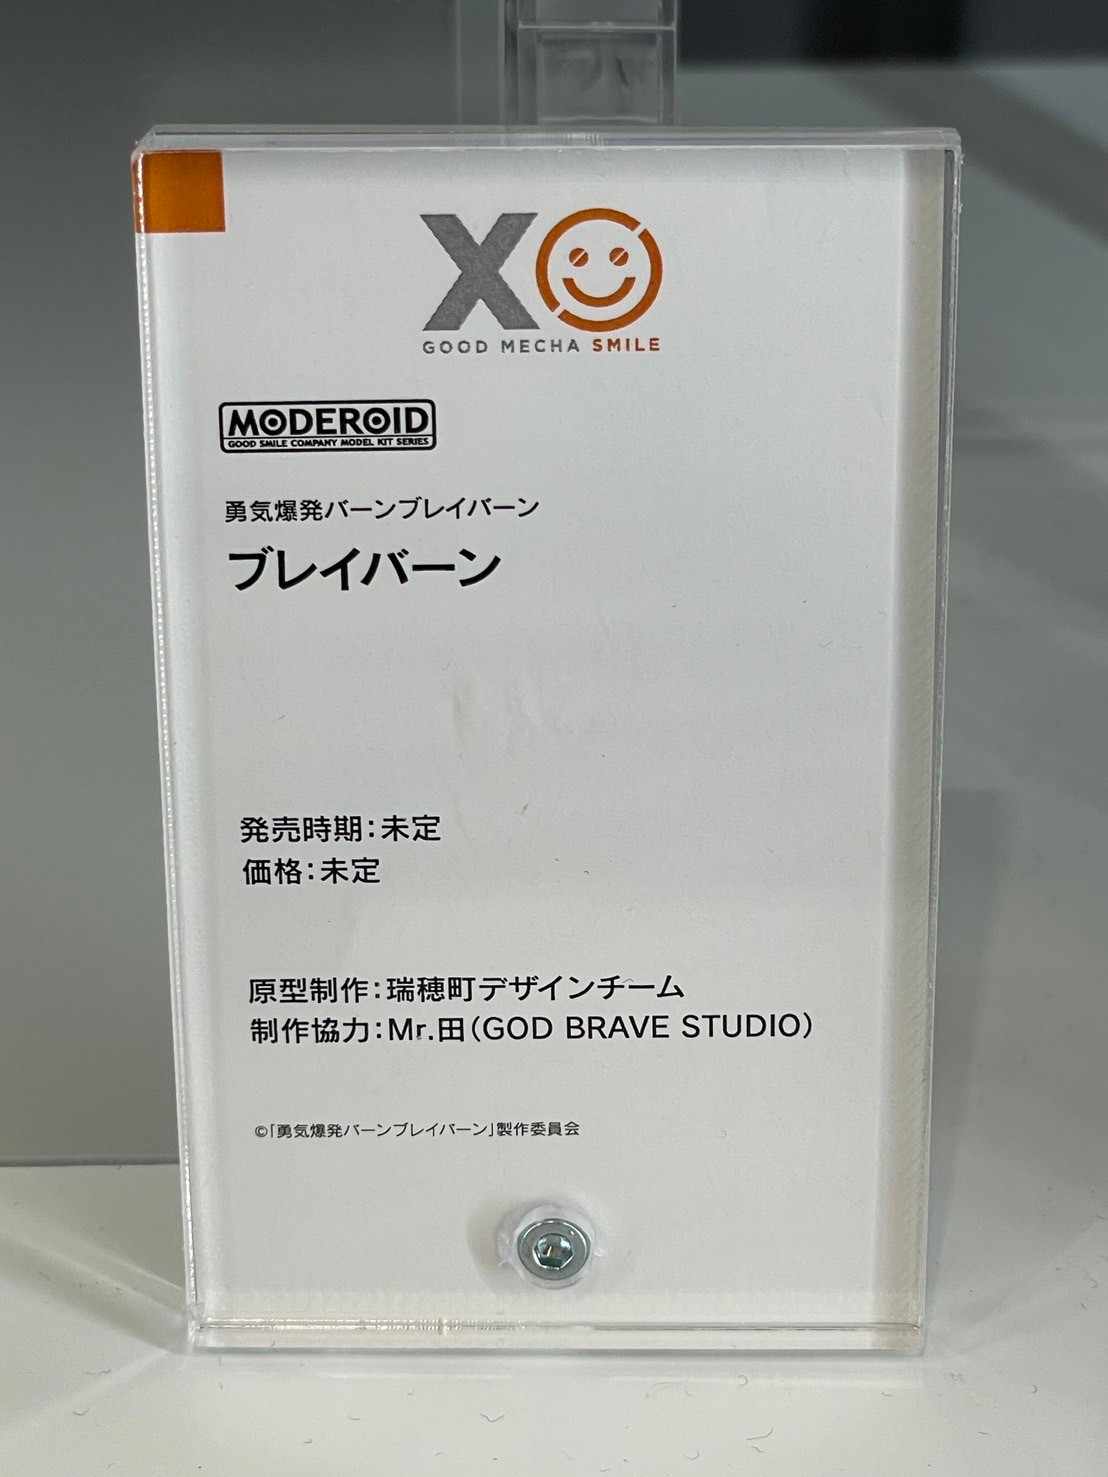 XO
GOOD MECHA SMILE
MODEROID
GOOD SMILE COMPANY MODEL KIT SERIES
勇気爆発バーンブレイバーン
ブレイバーン
発売時期：未定
価格：未定
原型制作：瑞穂町デザインチーム
制作協力：Mr.田（GOD BRAVE STUDIO）
©「勇気爆発バーンブレイバーン」製作委員会